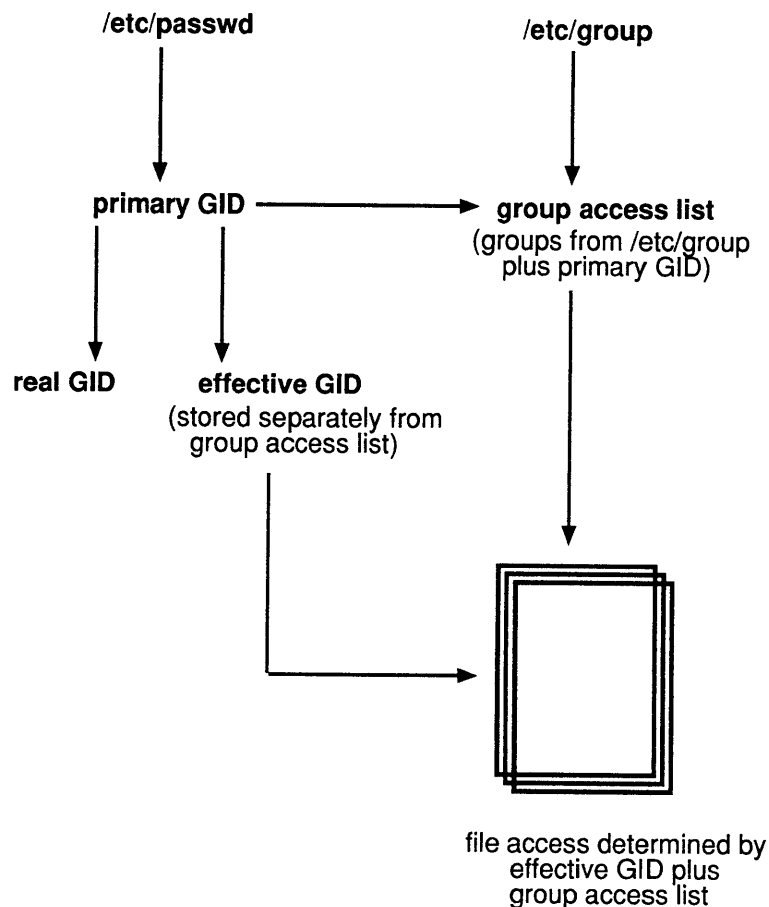 /etc/passwd
/etc/group
primary GID
group access list
(groups from /etc/group
plus primary GID)
real GID
effective GID
(stored separately from
group access list)
file access determined by
effective GID plus
group access list